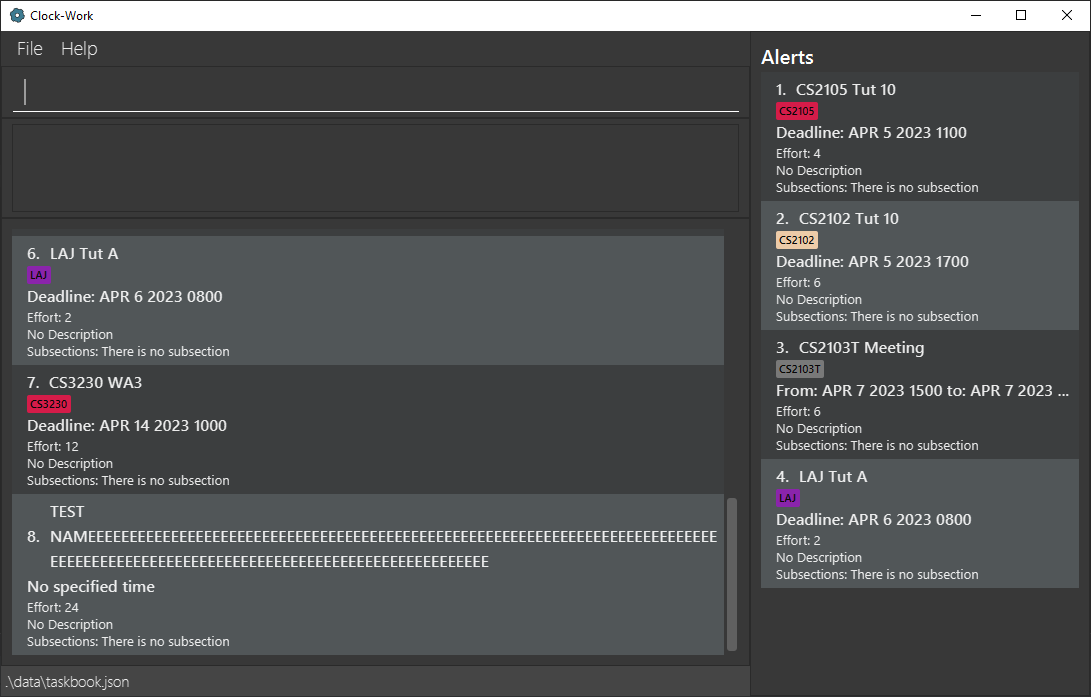 Clock-Work
File Help
6. LAJ Tut A
LAJ
Deadline: APR 6 2023 0800
Effort: 2
No Description
Subsections: There is no subsection
7. CS3230 WA3
CS3230
Deadline: APR 14 2023 1000
Effort: 12
No Description
Subsections: There is no subsection
TEST
8. NAMEEEEEEEEEEEEEEEEEEEEEEEEEEEEEEEEEEEEEEEEEEEEEEEEEEEEEEEEEEEEEEEEEEEEEEEEEEEE
EEEEEEEEEEEEEEEEEEEEEEEEEEEEEEEEEEEEEEEEEEEEEEEEEEEEE
No specified time
Effort: 24
No Description
Subsections: There is no subsection
.\data\taskbook.json
Alerts
1. CS2105 Tut 10
CS2105
Deadline: APR 5 2023 1100
Effort: 4
No Description
Subsections: There is no subsection
2. CS2102 Tut 10
CS2102
Deadline: APR 5 2023 1700
Effort: 6
No Description
Subsections: There is no subsection
3. CS2103T Meeting
CS2103T
From: APR 7 2023 1500 to: APR 7 2023 ...
Effort: 6
No Description
Subsections: There is no subsection
4. LAJ Tut A
LAJ
Deadline: APR 6 2023 0800
Effort: 2
No Description
Subsections: There is no subsection